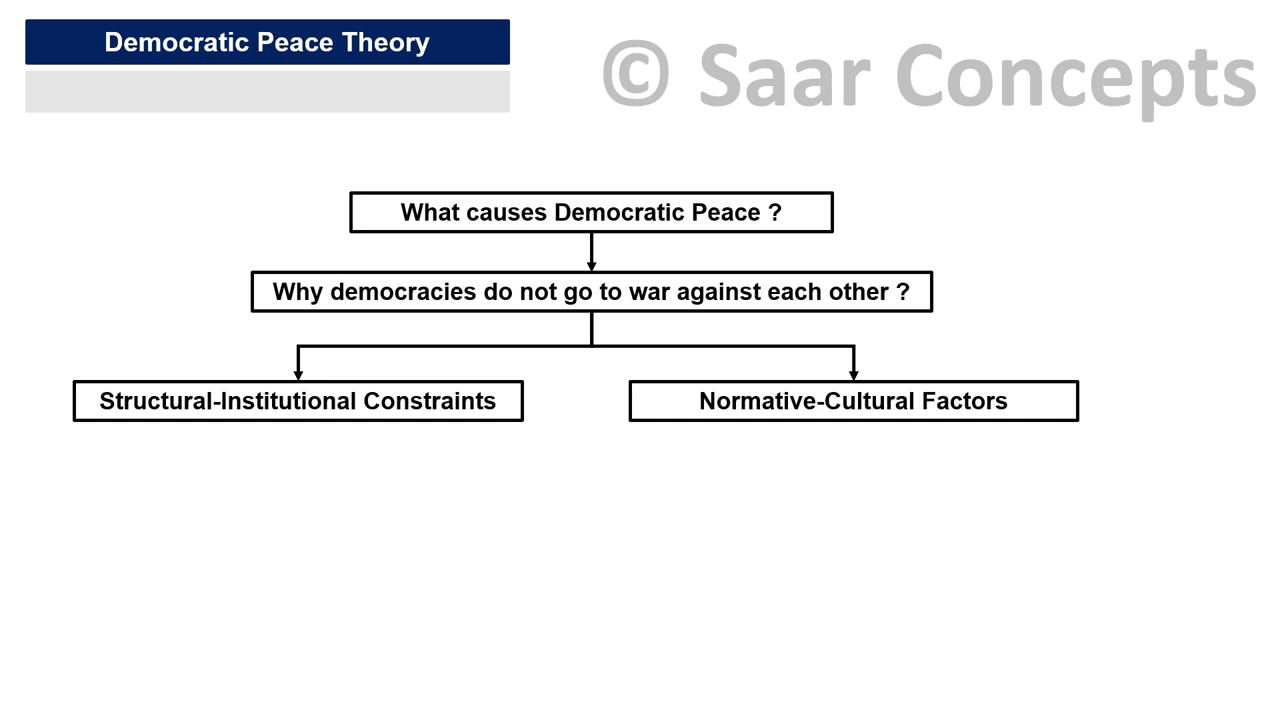 Democratic Peace Theory
© Saar Concepts
What causes Democratic Peace ?
Why democracies do not go to war against each other ?
Structural-Institutional Constraints
Normative-Cultural Factors